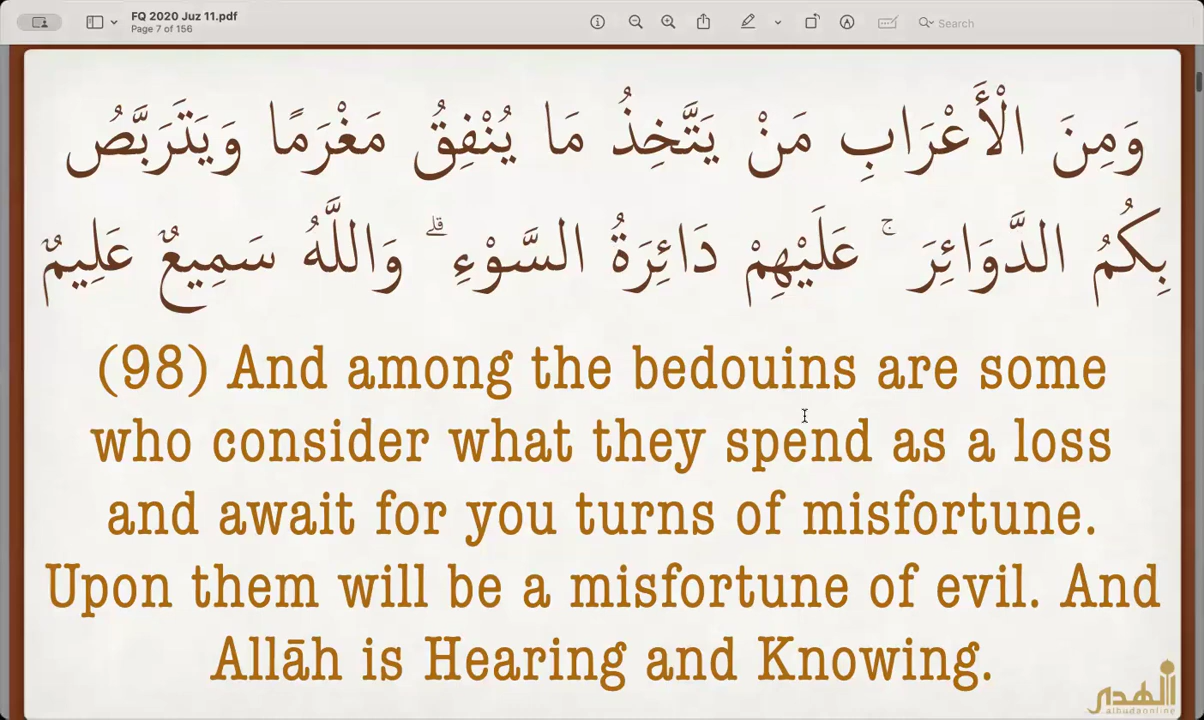 FQ 2020 Juz 11.pdf
Page 7 of 156
Search
وَمِنَ الْأَعْرَابِ مَنْ يَتَّخِذُ مَا يُنْفِقُ مَغْرَمًا وَيَتَرَبَّصُ
بِكُمُ الدَّوَائِرَ ۚ عَلَيْهِمْ دَائِرَةُ السَّوْءِ ۗ وَاللَّهُ سَمِيعٌ عَلِيمٌ
(98) And among the bedouins are some
who consider what they spend as a loss
and await for you turns of misfortune.
Upon them will be a misfortune of evil. And
Allāh is Hearing and Knowing.
الهدى
alhudaonline